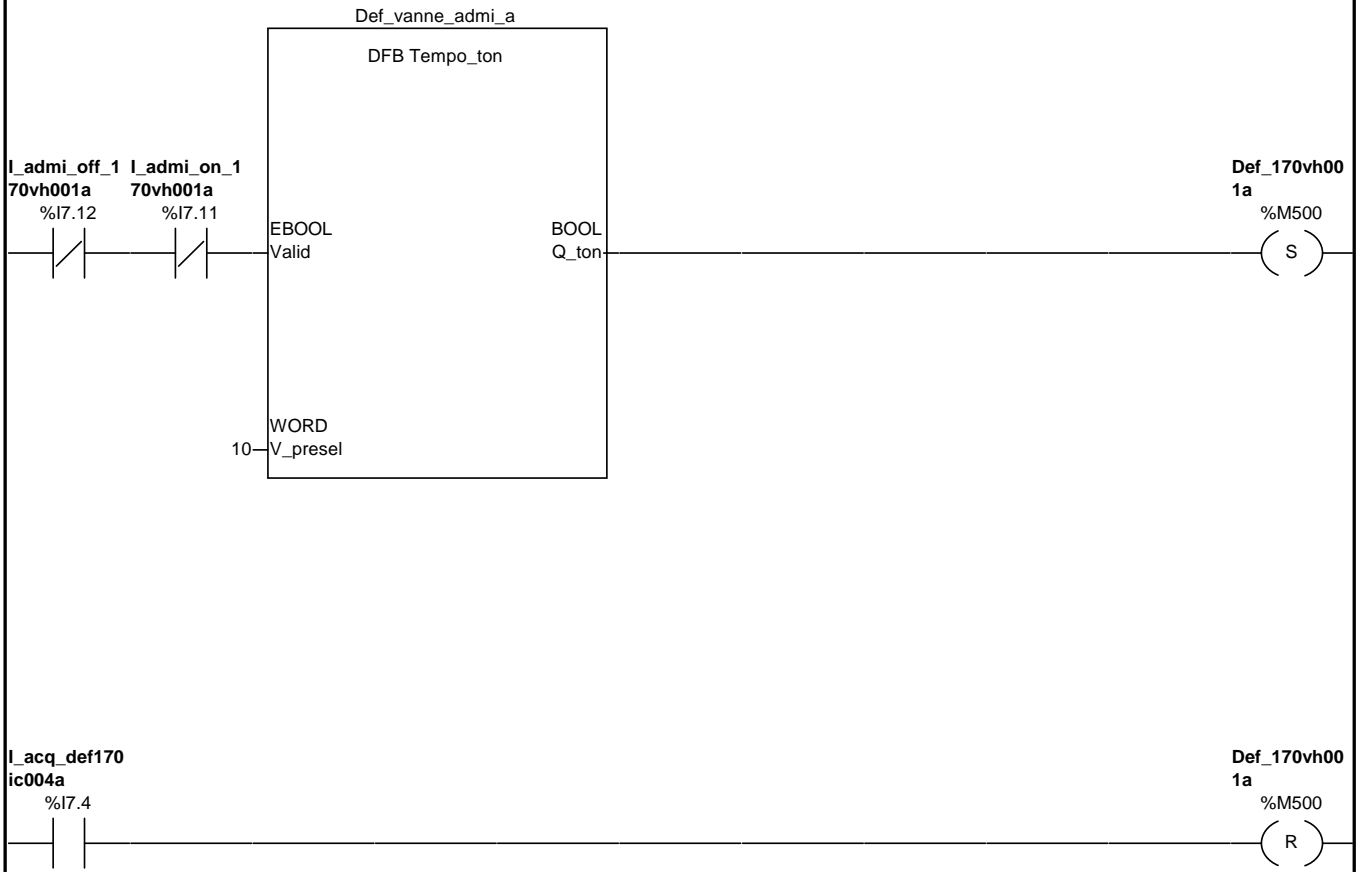 Def_vanne_admi_a
DFB Tempo_ton
I_admi_off_1
70vh001a
%I7.12
I_admi_on_1
70vh001a
%I7.11
Def_170vh00
1a
%M500
EBOOL
Valid
BOOL
Q_ton
S
WORD
10 V_presel
I_acq_def170
ic004a
%I7.4
Def_170vh00
1a
%M500
R